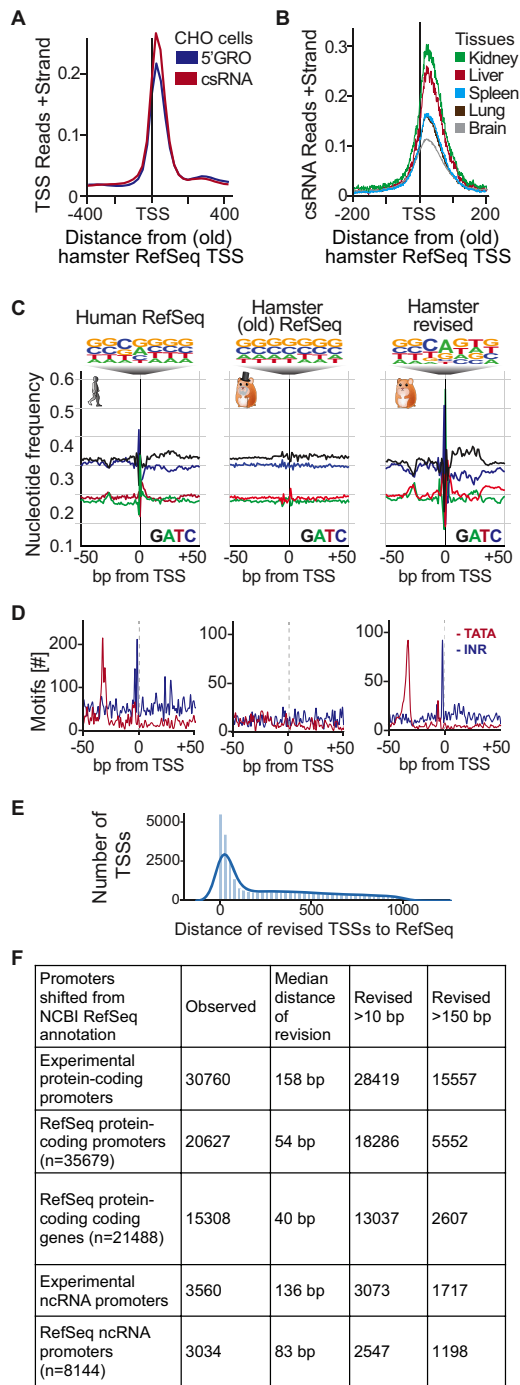 A
CHO cells
5'GRO
csRNA
TSS Reads +Strand
0.2
0.1
0
-400
TSS
400
Distance from (old)
hamster RefSeq TSS
B
Tissues
Kidney
Liver
Spleen
Lung
Brain
csRNA Reads +Strand
0.3
0.2
0.1
0
-200
TSS
200
Distance from (old)
hamster RefSeq TSS
C
Human RefSeq
Hamster
(old) RefSeq
Hamster
revised
Nucleotide frequency
0.6
0.5
0.4
0.3
0.2
0.1
GATC
GATC
GATC
-50 0 +50
-50 0 +50
-50 0 +50
bp from TSS
bp from TSS
bp from TSS
D
Motifs [#]
200
100
0
100
50
0
100
50
0
- TATA
- INR
-50 0 +50
-50 0 +50
-50 0 +50
bp from TSS
bp from TSS
bp from TSS
E
Number of
TSSs
5000
2500
0
0 500 1000
Distance of revised TSSs to RefSeq
F
Promoters
shifted from
NCBI RefSeq
annotation
Observed
Median
distance
of
revision
Revised
>10 bp
Revised
>150 bp
Experimental
protein-coding
promoters
30760
158 bp
28419
15557
RefSeq protein-
coding promoters
(n=35679)
20627
54 bp
18286
5552
RefSeq protein-
coding coding
genes (n=21488)
15308
40 bp
13037
2607
Experimental
ncRNA promoters
3560
136 bp
3073
1717
RefSeq ncRNA
promoters
(n=8144)
3034
83 bp
2547
1198